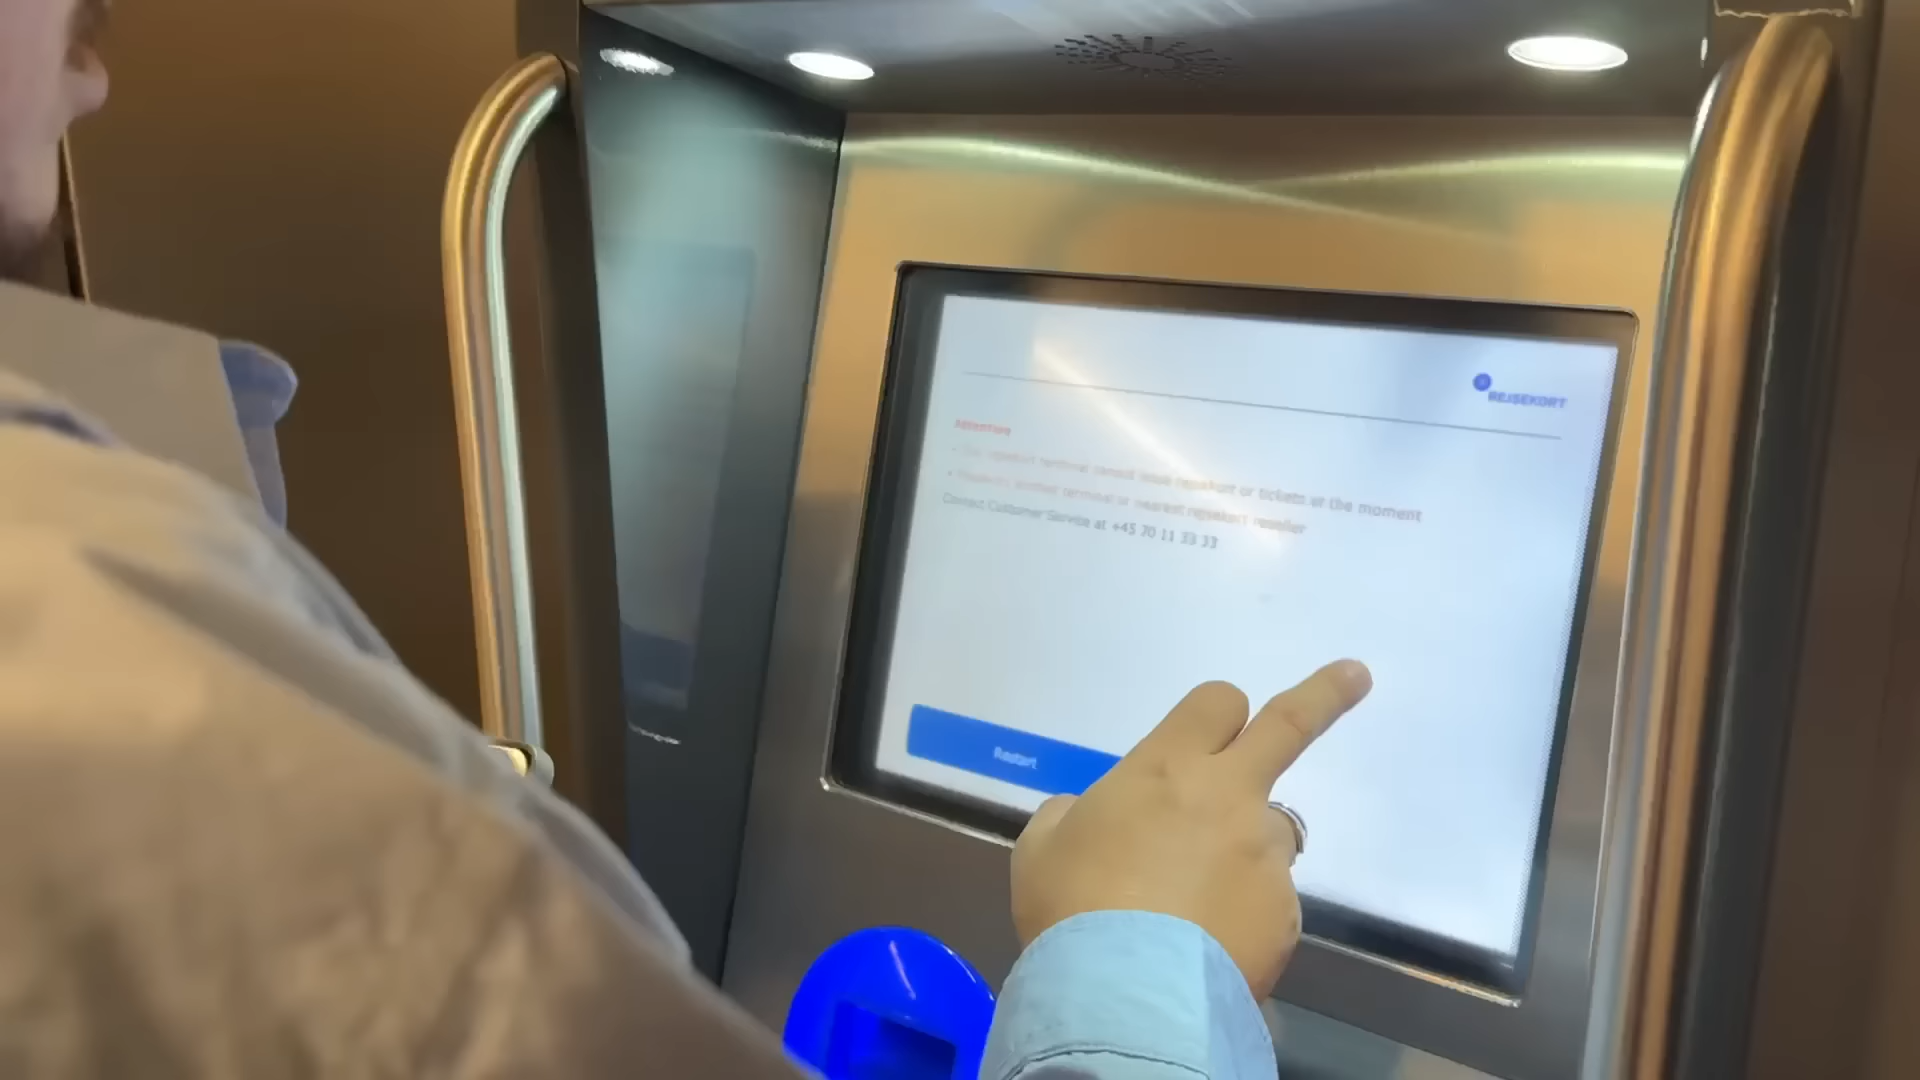 REJSEKORT
Attention
• This rejsekort terminal cannot issue rejsekort or tickets at the moment
• Please try another terminal or nearest rejsekort reseller
Contact Customer Service at +45 70 11 33 33
Restart